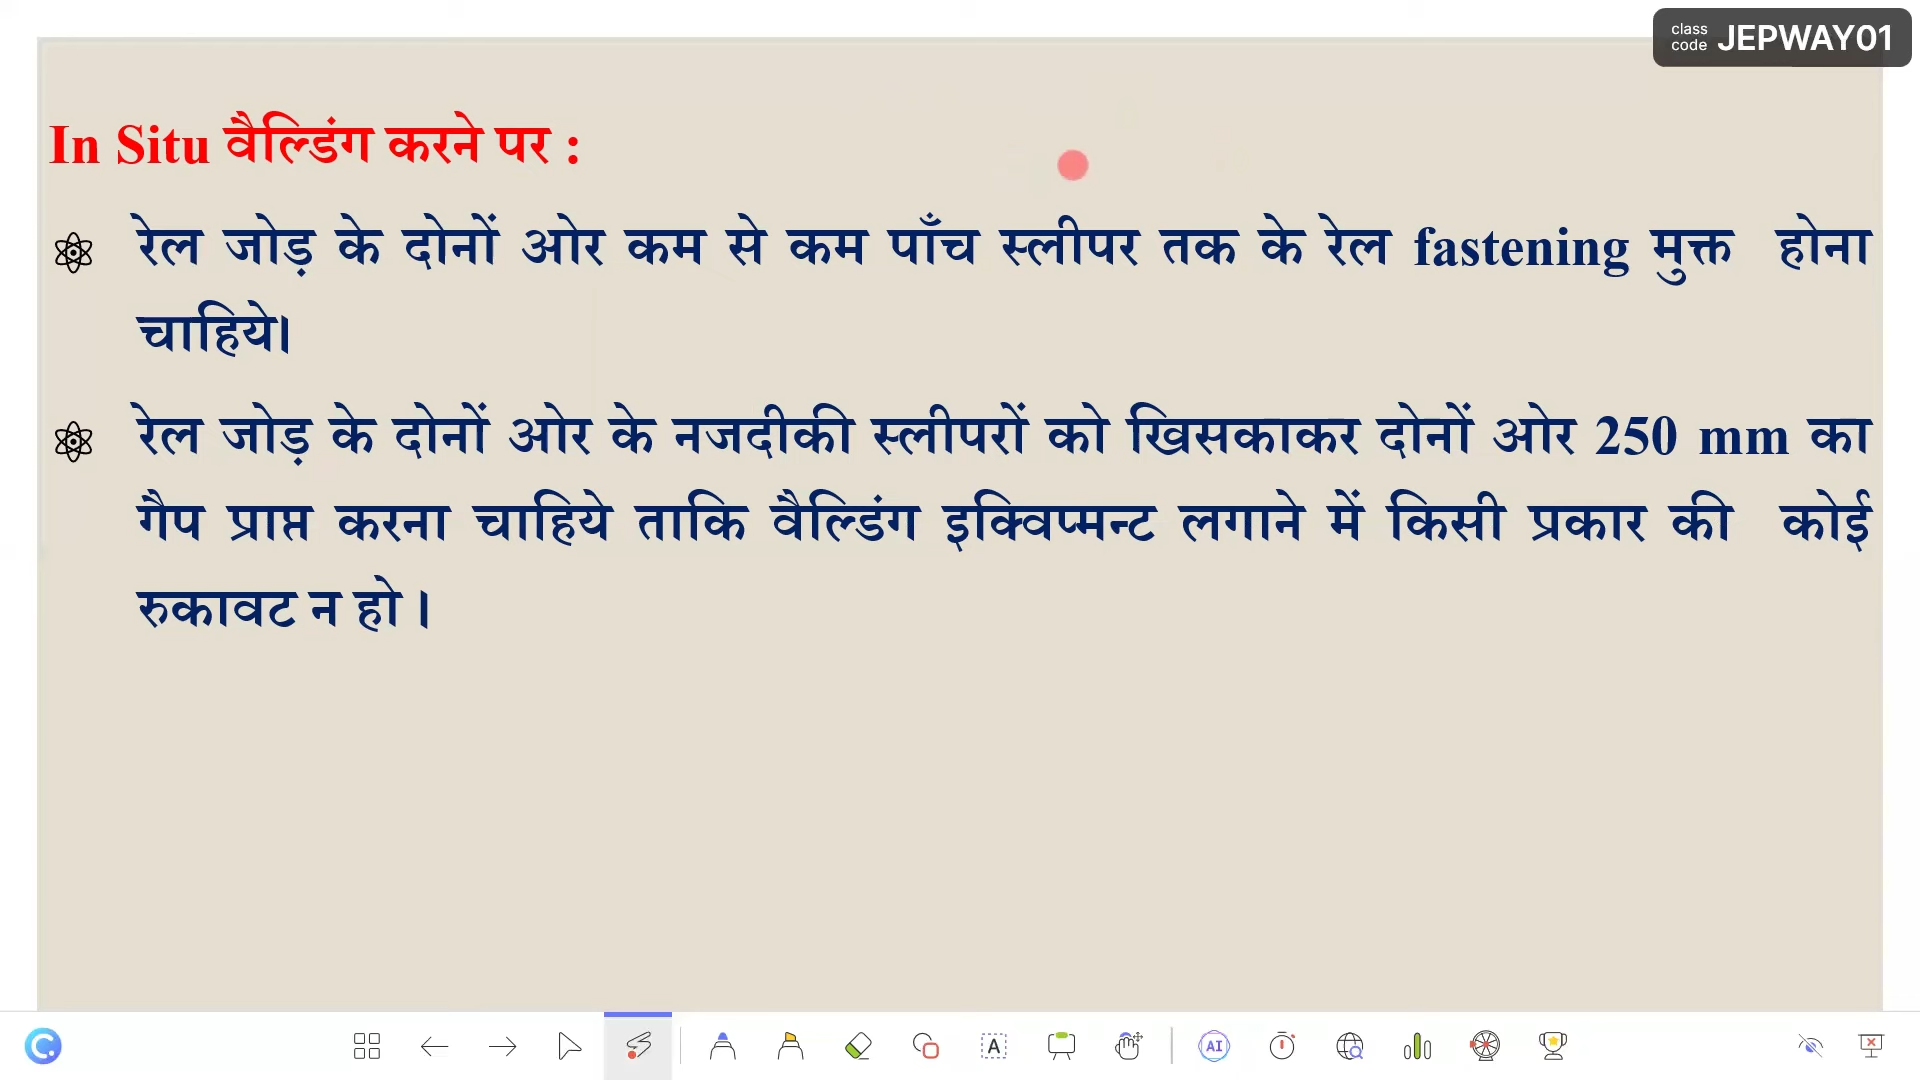 class
code JEPWAY01
In Situ वैल्डिंग करने पर :
रेल जोड़ के दोनों ओर कम से कम पाँच स्लीपर तक के रेल fastening मुक्त होना
चाहिये।
रेल जोड़ के दोनों ओर के नजदीकी स्लीपरों को खिसकाकर दोनों ओर 250 mm का
गैप प्राप्त करना चाहिये ताकि वैल्डिंग इक्विप्मन्ट लगाने में किसी प्रकार की कोई
रुकावट न हो ।
C.
A
AI